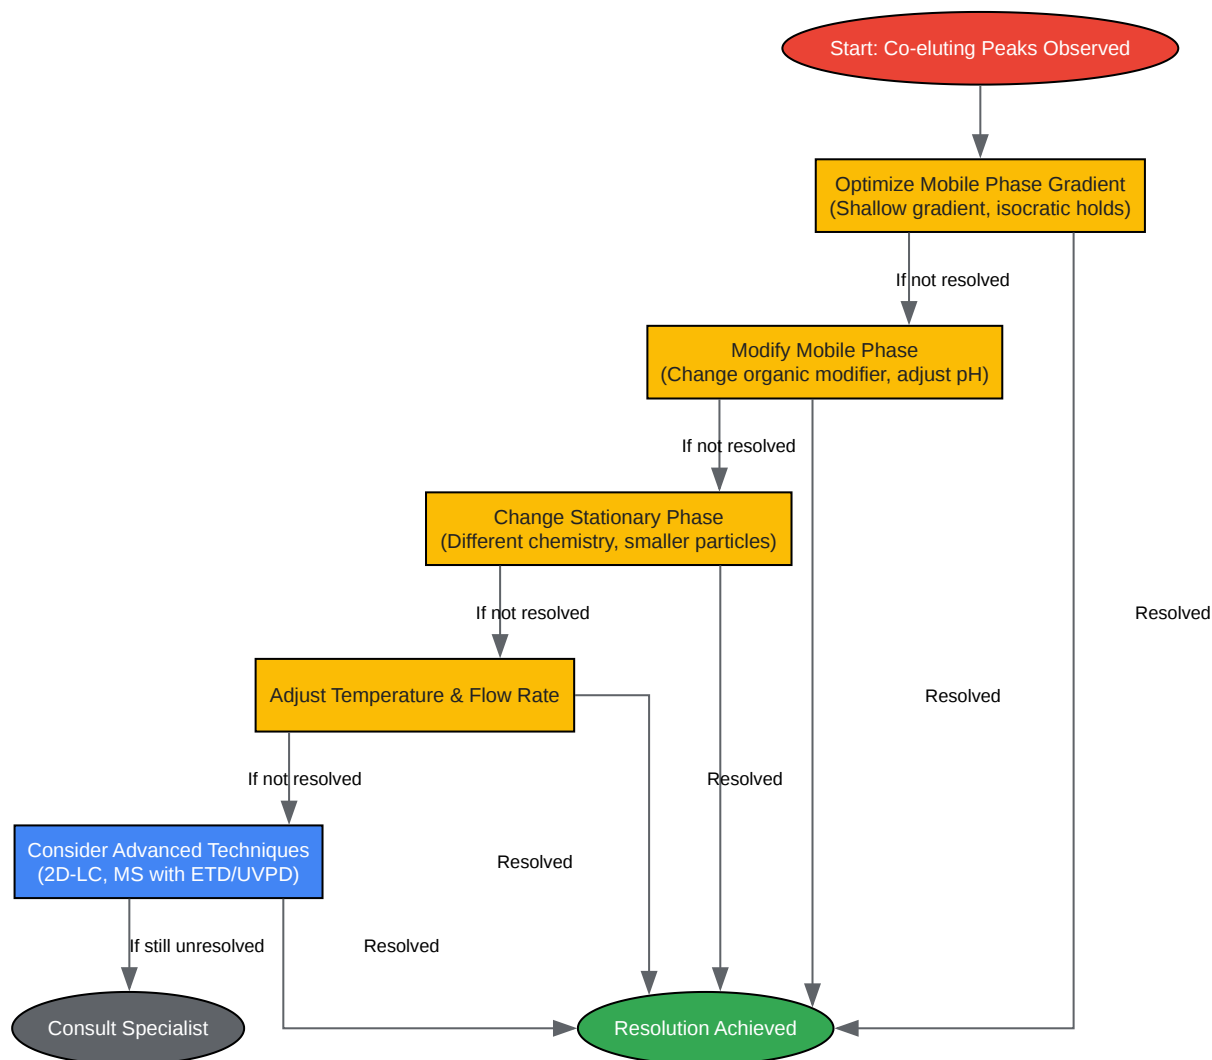 Start: Co-eluting Peaks Observed
Optimize Mobile Phase Gradient
(Shallow gradient, isocratic holds)
If not resolved
Modify Mobile Phase
(Change organic modifier, adjust pH)
If not resolved
Change Stationary Phase
(Different chemistry, smaller particles)
If not resolved
Resolved
Adjust Temperature & Flow Rate
Resolved
If not resolved
Resolved
Consider Advanced Techniques
(2D-LC, MS with ETD/UVPD)
Resolved
If still unresolved
Resolved
Consult Specialist
Resolution Achieved